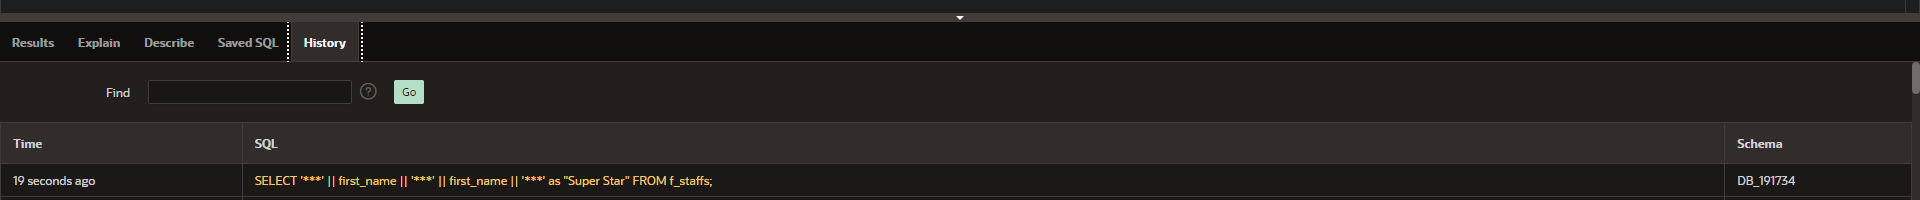 Results Explain Describe Saved SQL History
Find ? Go
Time SQL Schema
19 seconds ago SELECT '***' || first_name || '***' || first_name || '***' as "Super Star" FROM f_staffs; DB_191734